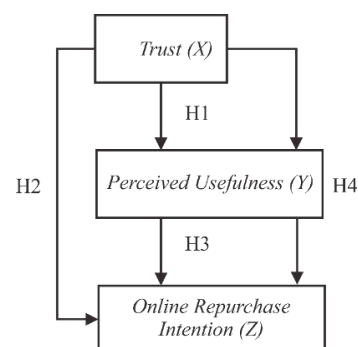 Trust (X)
H1
H2
Perceived Usefulness (Y)
H4
H3
Online Repurchase
Intention (Z)